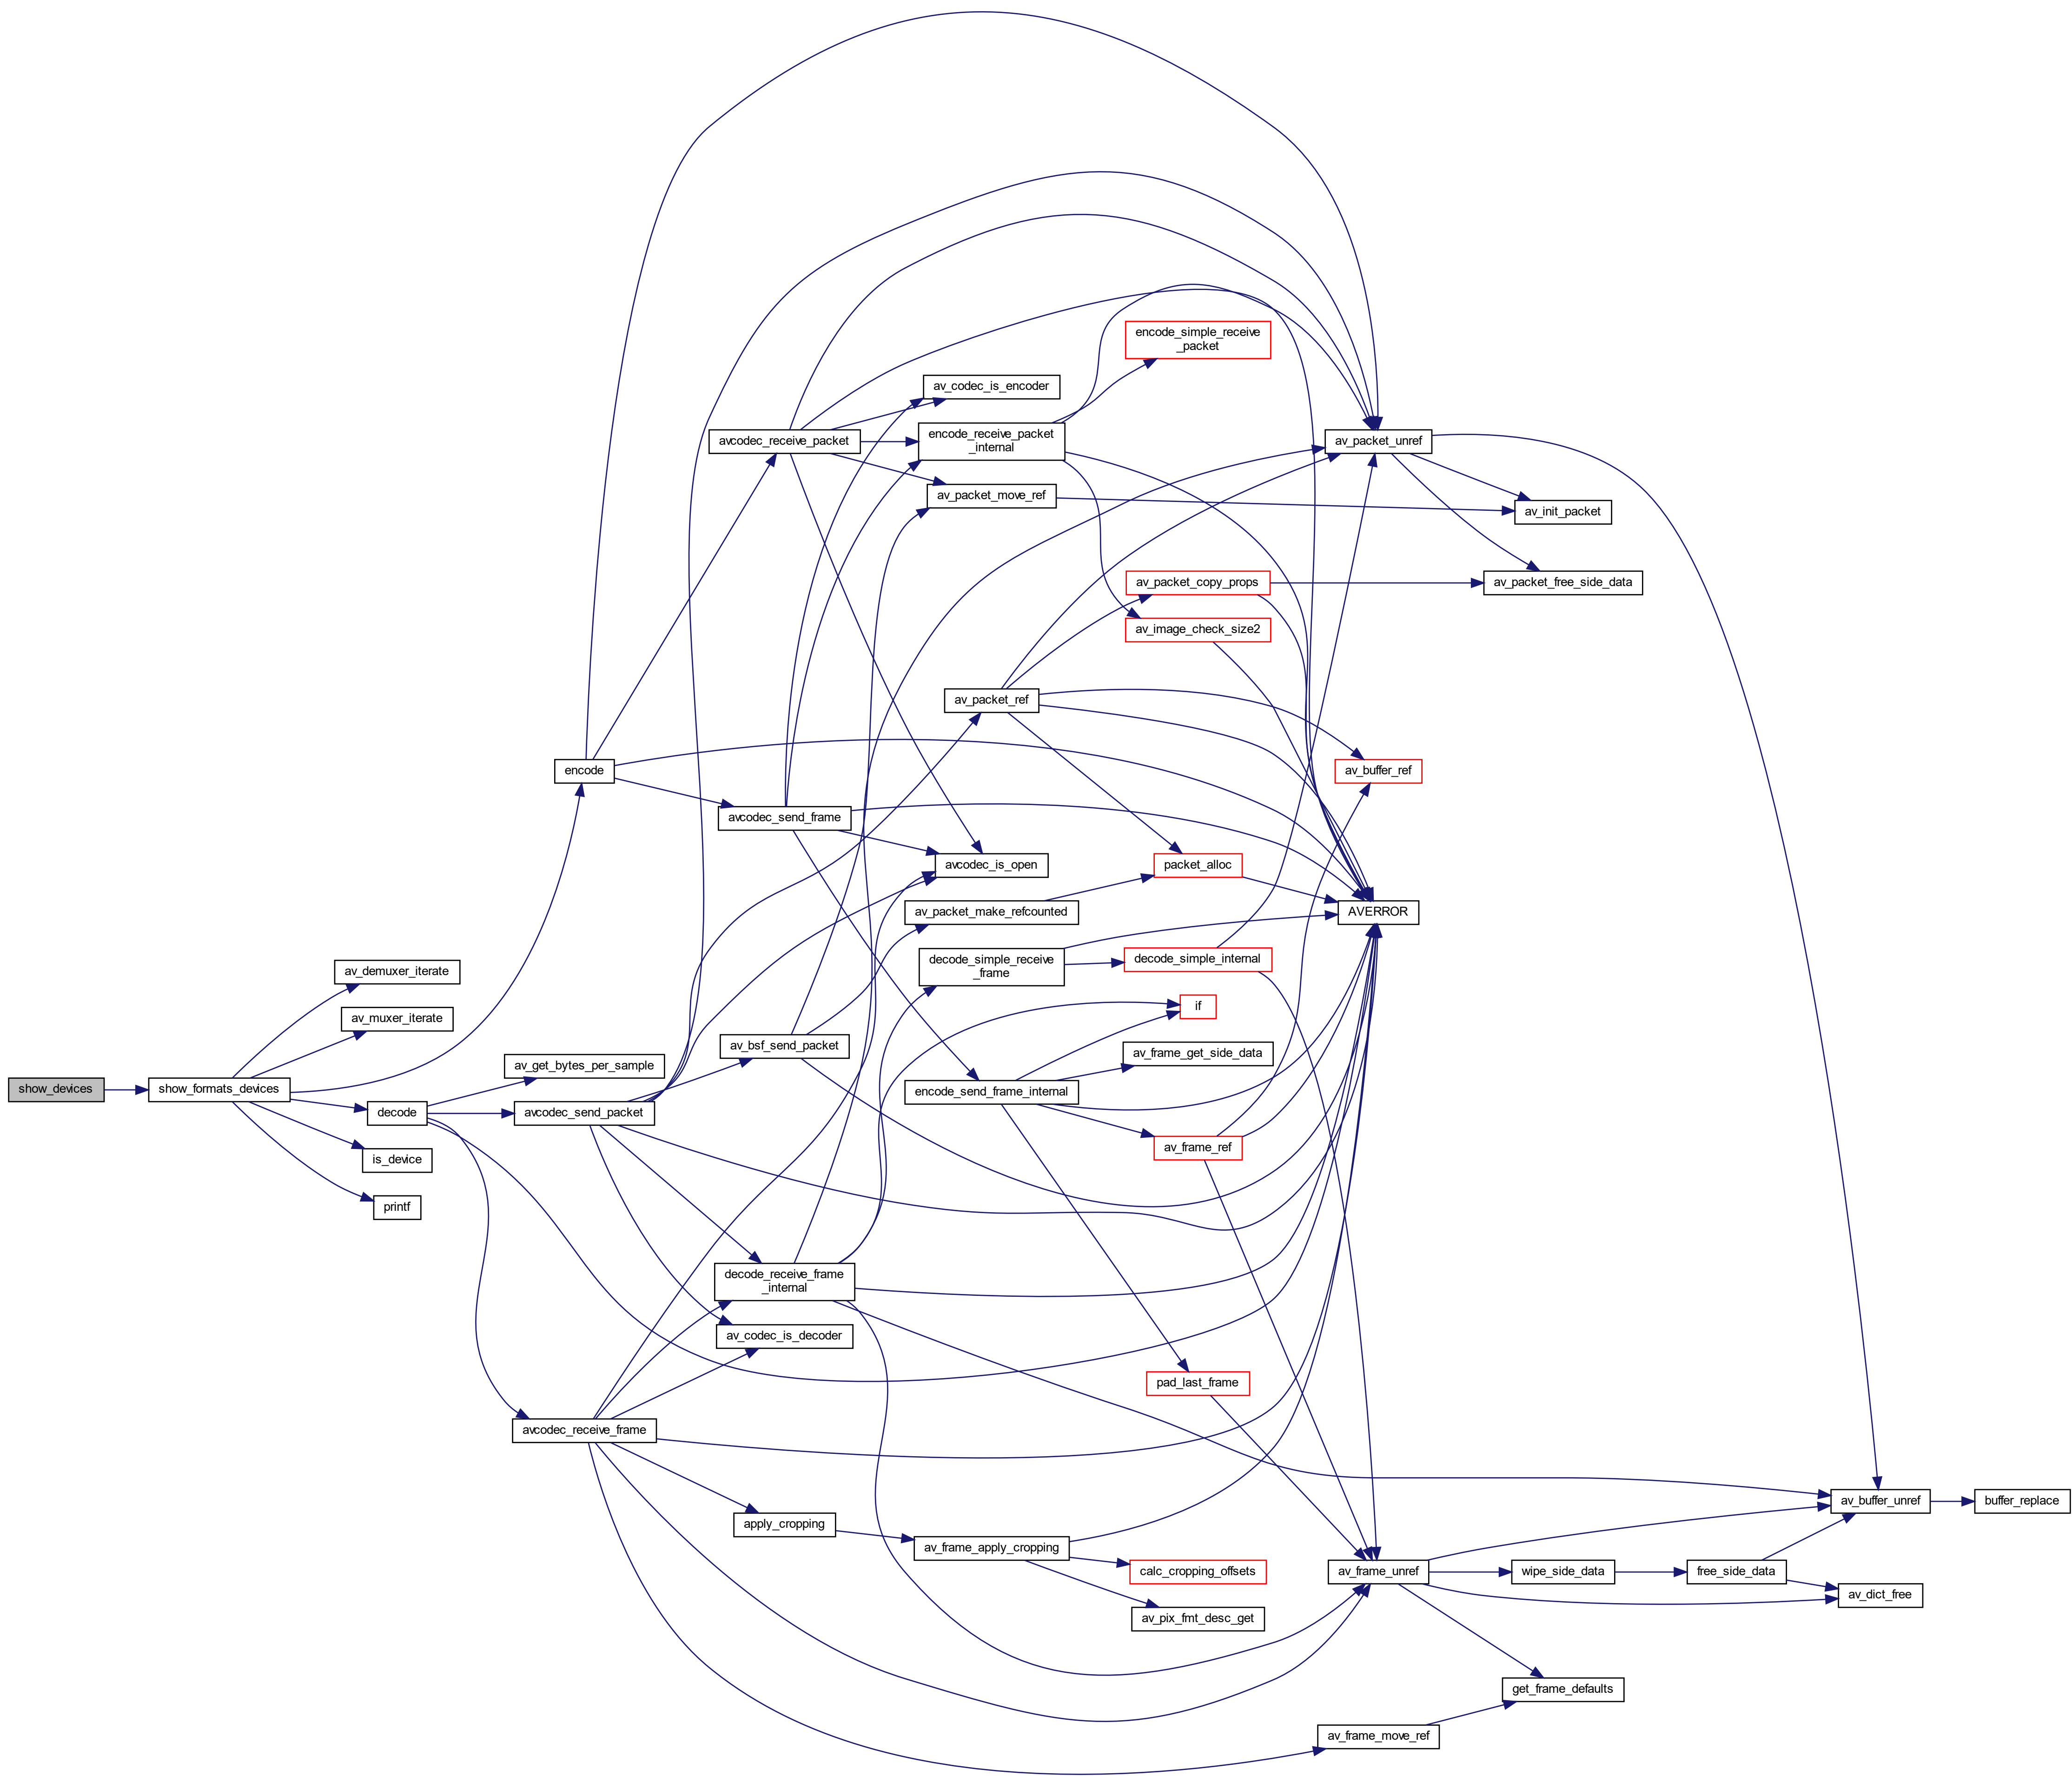 show_devices
show_formats_devices
av_demuxer_iterate
av_muxer_iterate
decode
is_device
printf
encode
av_get_bytes_per_sample
avcodec_send_packet
avcodec_receive_frame
avcodec_receive_packet
avcodec_send_frame
av_bsf_send_packet
decode_receive_frame
_internal
av_codec_is_decoder
apply_cropping
av_codec_is_encoder
encode_receive_packet
_internal
av_packet_move_ref
av_packet_ref
avcodec_is_open
av_packet_make_refcounted
decode_simple_receive
_frame
encode_send_frame_internal
av_frame_apply_cropping
encode_simple_receive
_packet
av_packet_copy_props
av_image_check_size2
packet_alloc
decode_simple_internal
if
av_frame_get_side_data
av_frame_ref
pad_last_frame
calc_cropping_offsets
av_pix_fmt_desc_get
av_packet_unref
av_buffer_ref
AVERROR
av_frame_unref
av_frame_move_ref
av_init_packet
av_packet_free_side_data
wipe_side_data
get_frame_defaults
free_side_data
av_buffer_unref
av_dict_free
buffer_replace